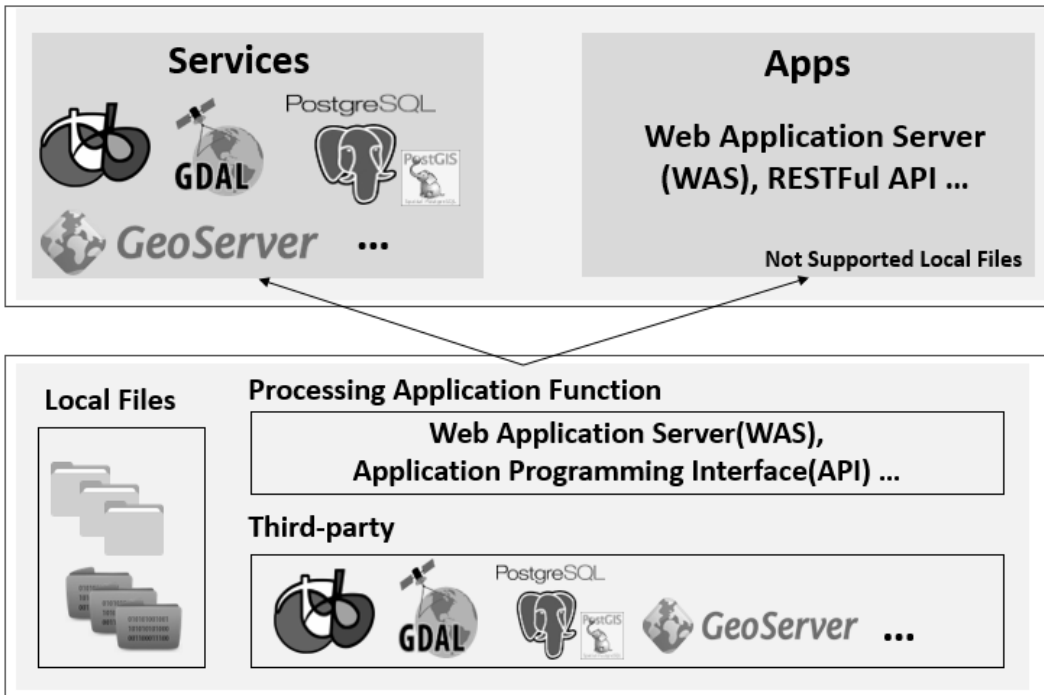 Services
PostgreSQL
GDAL
PostGIS
GeoServer
...
Apps
Web Application Server
(WAS), RESTFul API ...
Not Supported Local Files
Local Files
Processing Application Function
Web Application Server(WAS),
Application Programming Interface(API) ...
Third-party
PostgreSQL
GDAL
PostGIS
GeoServer
...